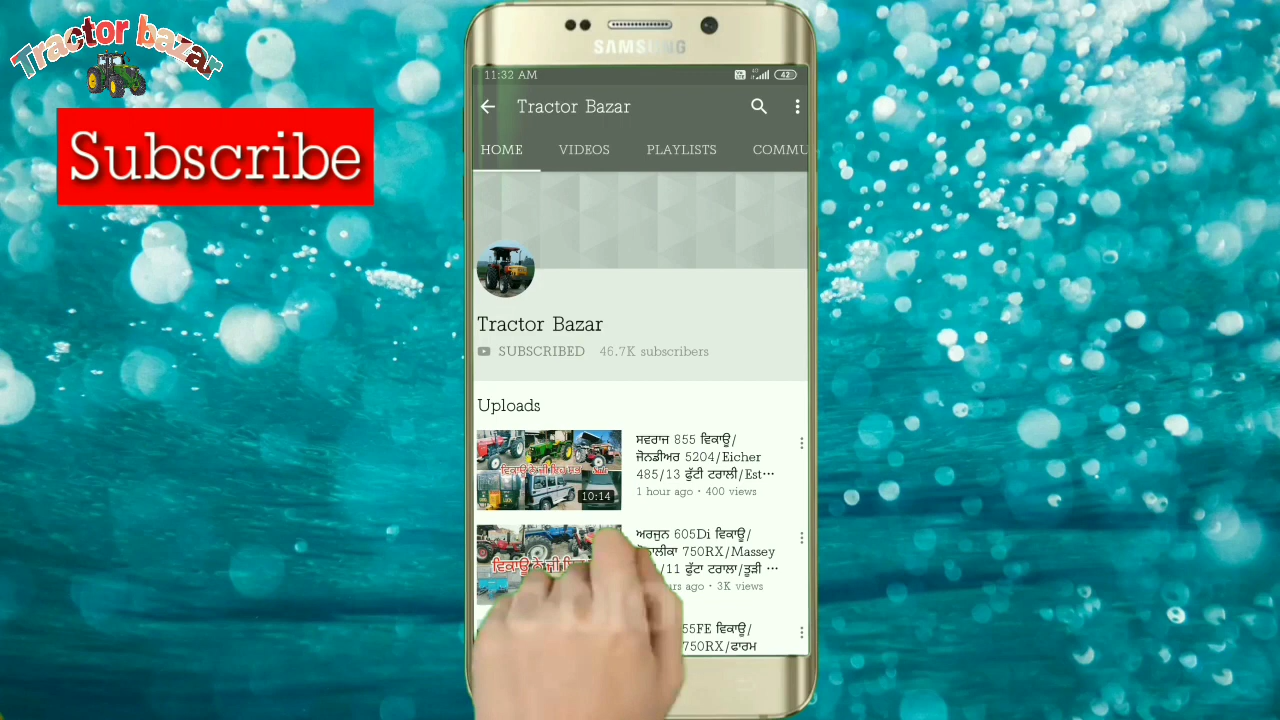 Tractor bazar
Subscribe
SAMSUNG
11:32 AM
42
Tractor Bazar
HOME VIDEOS PLAYLISTS COMMU
Tractor Bazar
SUBSCRIBED 46.7K subscribers
Uploads
ਸਵਰਾਜ 855 ਵਿਕਾਊ/
ਜੋਨਡੀਅਰ 5204/Eicher
485/13 ਫੁੱਟੀ ਟਰਾਲੀ/Est...
1 hour ago • 400 views
10:14
ਅਰਜੁਨ 605Di ਵਿਕਾਊ/
750RX/Massey
/11 ਫੁੱਟਾ ਟਰਾਲਾ/ਤੂੜੀ ...
ago • 3K views
55FE ਵਿਕਾਊ/
750RX/ਫਾਰਮ